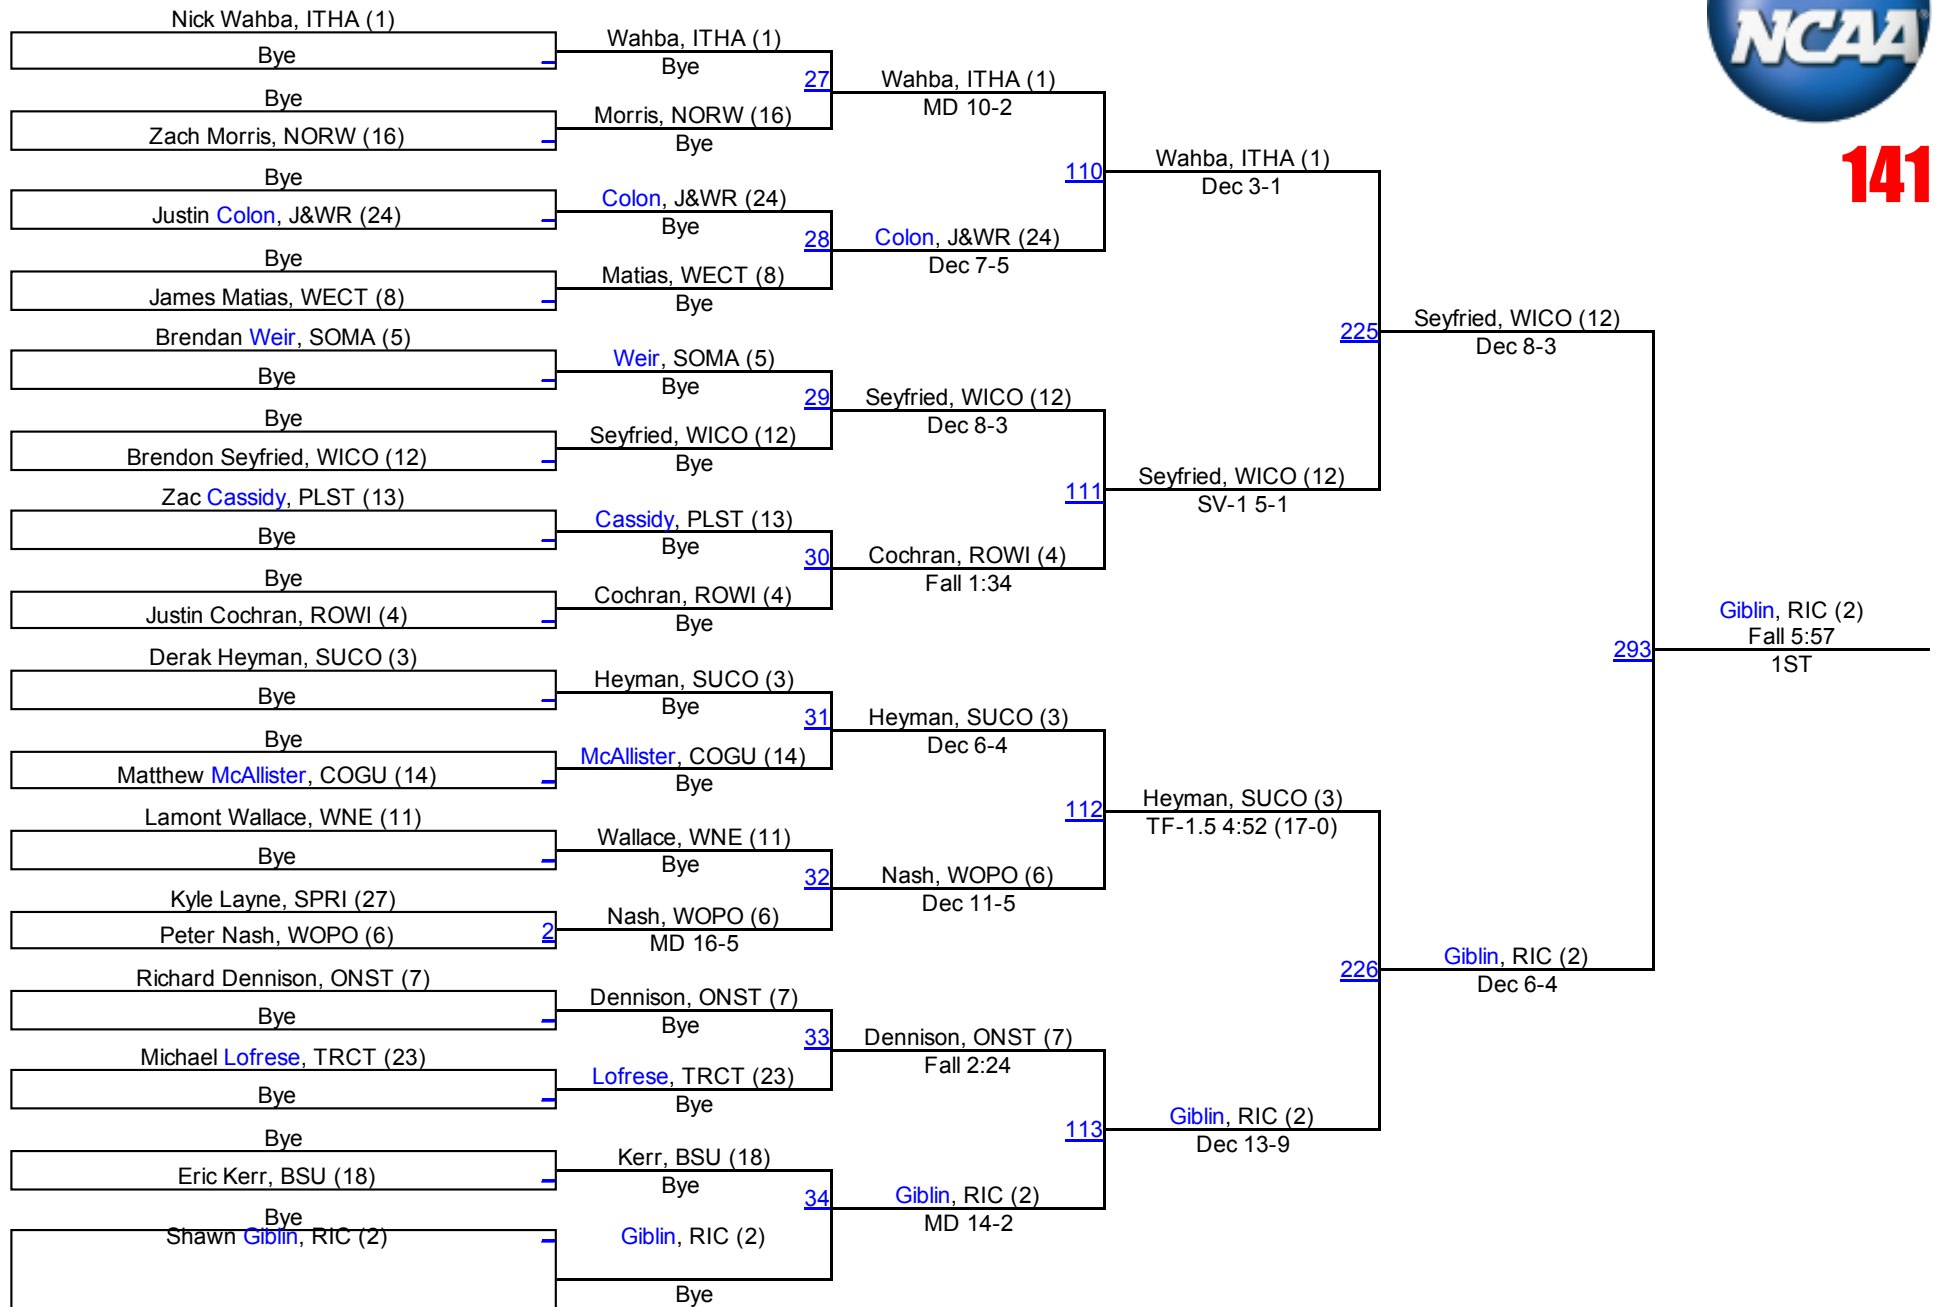 NCAA
141
Nick Wahba, ITHA (1)
Bye
Bye
Zach Morris, NORW (16)
Bye
Justin Colon, J&WR (24)
Bye
James Matias, WECT (8)
Brendan Weir, SOMA (5)
Bye
Bye
Brendon Seyfried, WICO (12)
Zac Cassidy, PLST (13)
Bye
Bye
Justin Cochran, ROWI (4)
Derak Heyman, SUCO (3)
Bye
Bye
Matthew McAllister, COGU (14)
Lamont Wallace, WNE (11)
Bye
Kyle Layne, SPRI (27)
Peter Nash, WOPO (6)
2
Richard Dennison, ONST (7)
Bye
Michael Lofrese, TRCT (23)
Bye
Bye
Eric Kerr, BSU (18)
Bye
Shawn Giblin, RIC (2)
Wahba, ITHA (1)
Bye
27
Morris, NORW (16)
Bye
Colon, J&WR (24)
Bye
28
Matias, WECT (8)
Bye
Weir, SOMA (5)
Bye
29
Seyfried, WICO (12)
Bye
Cassidy, PLST (13)
Bye
30
Cochran, ROWI (4)
Bye
Heyman, SUCO (3)
Bye
31
McAllister, COGU (14)
Bye
Wallace, WNE (11)
Bye
32
Nash, WOPO (6)
MD 16-5
Dennison, ONST (7)
Bye
33
Lofrese, TRCT (23)
Bye
Kerr, BSU (18)
Bye
34
Giblin, RIC (2)
Bye
Wahba, ITHA (1)
MD 10-2
110
Colon, J&WR (24)
Dec 7-5
Seyfried, WICO (12)
Dec 8-3
111
Cochran, ROWI (4)
Fall 1:34
Heyman, SUCO (3)
Dec 6-4
112
Nash, WOPO (6)
Dec 11-5
Dennison, ONST (7)
Fall 2:24
113
Giblin, RIC (2)
MD 14-2
Wahba, ITHA (1)
Dec 3-1
225
Seyfried, WICO (12)
SV-1 5-1
Heyman, SUCO (3)
TF-1.5 4:52 (17-0)
226
Giblin, RIC (2)
Dec 13-9
Seyfried, WICO (12)
Dec 8-3
293
Giblin, RIC (2)
Dec 6-4
Giblin, RIC (2)
Fall 5:57
1ST